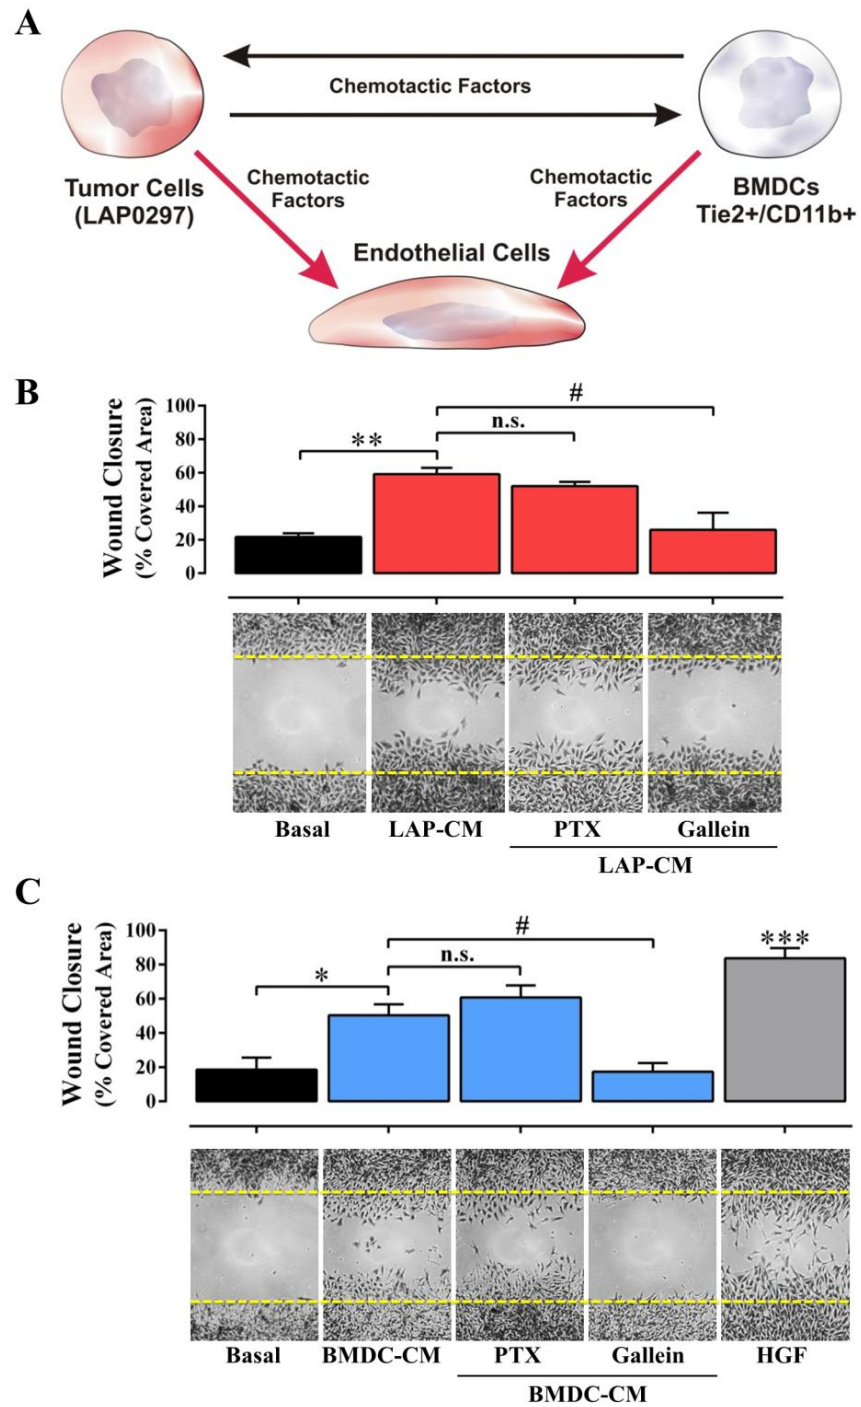 A
Chemotactic Factors
Tumor Cells
(LAP0297)
Chemotactic
Factors
Chemotactic
Factors
BMDCs
Tie2+/CD11b+
Endothelial Cells
B
Wound Closure
(% Covered Area)
100
80
60
40
20
0
**
n.s.
#
Basal
LAP-CM
PTX
Gallein
LAP-CM
C
Wound Closure
(% Covered Area)
100
80
60
40
20
0
*
n.s.
#
***
Basal
BMDC-CM
PTX
Gallein
HGF
BMDC-CM